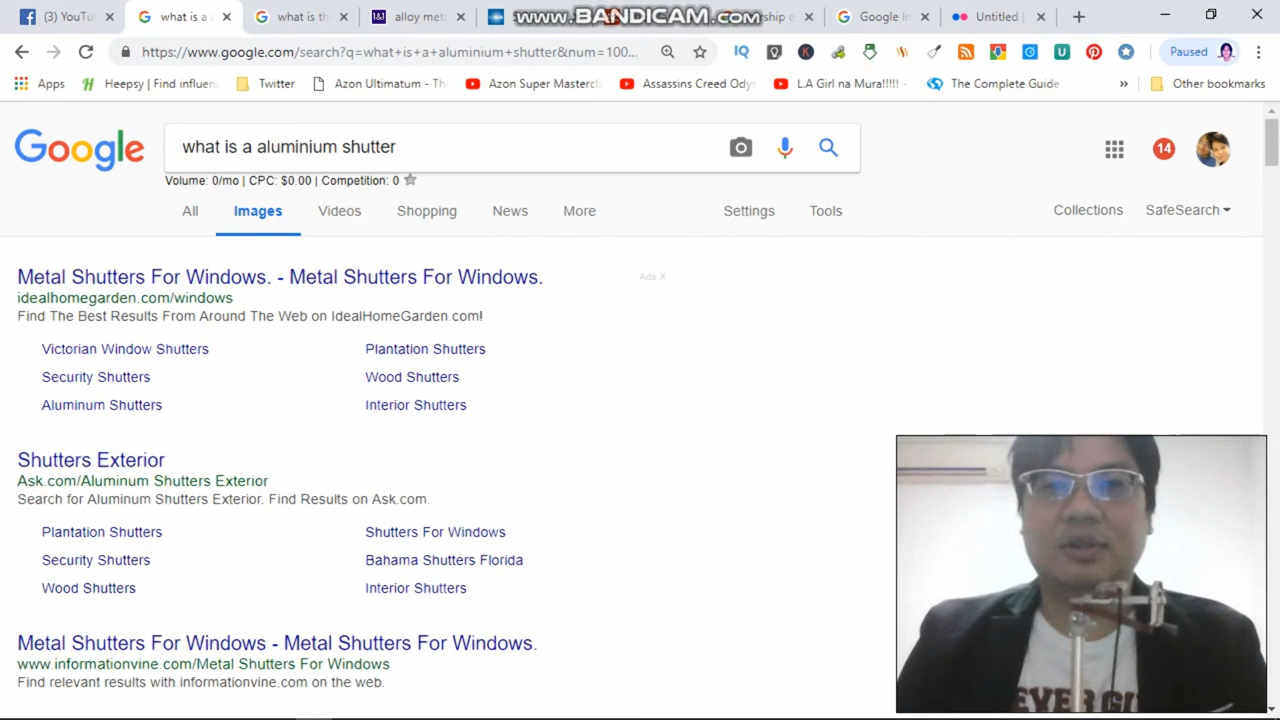 (3) YouTu
what is a a
what is th
alloy met
www.BANDICAM.com
rship e
Google In
Untitled |
https://www.google.com/search?q=what+is+a+aluminium+shutter&num=100...
Paused
Apps
Heepsy | Find influen
Twitter
Azon Ultimatum - Th
Azon Super Mastercla
Assassins Creed Ody
L.A Girl na Mura!!!!! -
The Complete Guide
»
Other bookmarks
Google
what is a aluminium shutter
14
Volume: 0/mo | CPC: $0.00 | Competition: 0
All
Images
Videos
Shopping
News
More
Settings
Tools
Collections
SafeSearch
Metal Shutters For Windows. - Metal Shutters For Windows.
Ads X
idealhomegarden.com/windows
Find The Best Results From Around The Web on IdealHomeGarden.com!
Victorian Window Shutters
Plantation Shutters
Security Shutters
Wood Shutters
Aluminum Shutters
Interior Shutters
Shutters Exterior
Ask.com/Aluminum Shutters Exterior
Search for Aluminum Shutters Exterior. Find Results on Ask.com.
Plantation Shutters
Shutters For Windows
Security Shutters
Bahama Shutters Florida
Wood Shutters
Interior Shutters
Metal Shutters For Windows - Metal Shutters For Windows.
www.informationvine.com/Metal Shutters For Windows
Find relevant results with informationvine.com on the web.